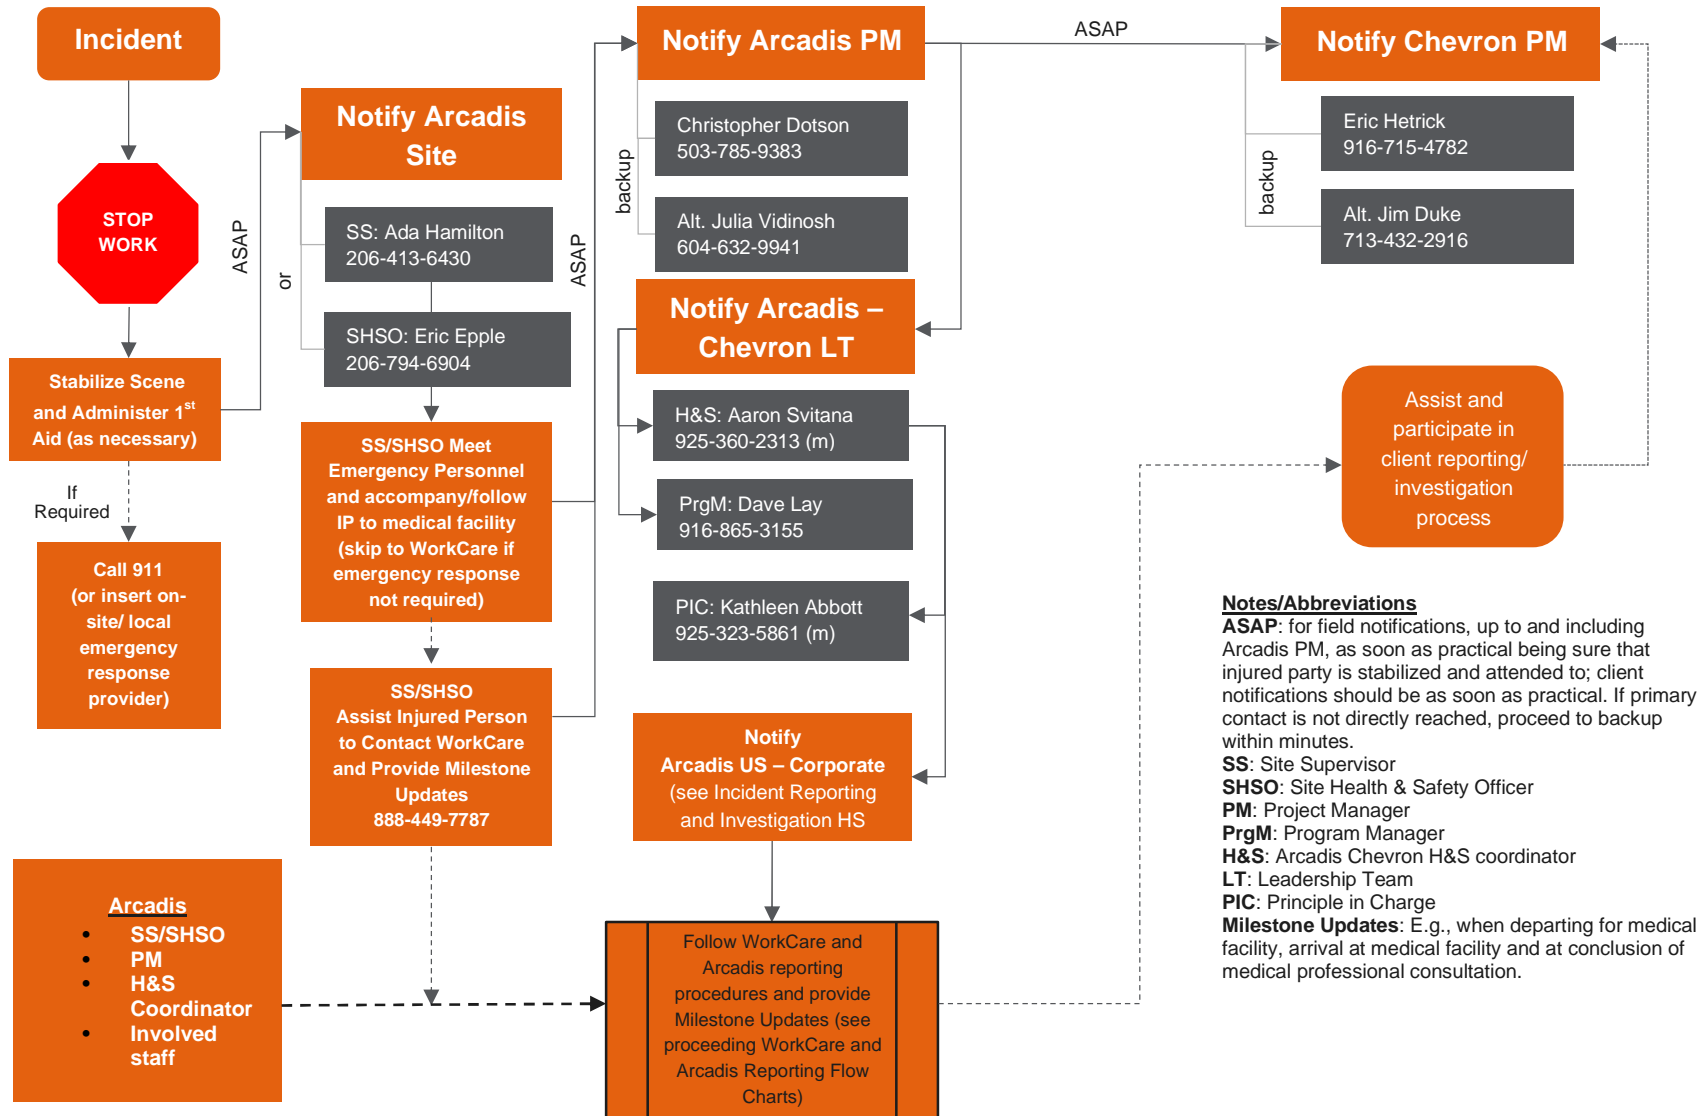 Incident
STOP
WORK
Stabilize Scene
and Administer 1st
Aid (as necessary)
If
Required
Call 911
(or insert on-
site/ local
emergency
response
provider)
ASAP
Notify Arcadis
Site
SS: Ada Hamilton
206-413-6430
or
SHSO: Eric Epple
206-794-6904
SS/SHSO Meet
Emergency Personnel
and accompany/follow
IP to medical facility
(skip to WorkCare if
emergency response
not required)
SS/SHSO
Assist Injured Person
to Contact WorkCare
and Provide Milestone
Updates
888-449-7787
ASAP
Notify Arcadis PM
Christopher Dotson
503-785-9383
backup
Alt. Julia Vidinosh
604-632-9941
Notify Arcadis –
Chevron LT
H&S: Aaron Svitana
925-360-2313 (m)
PrgM: Dave Lay
916-865-3155
PIC: Kathleen Abbott
925-323-5861 (m)
Notify
Arcadis US – Corporate
(see Incident Reporting
and Investigation HS
ASAP
Notify Chevron PM
Eric Hetrick
916-715-4782
backup
Alt. Jim Duke
713-432-2916
Assist and
participate in
client reporting/
investigation
process
Arcadis
• SS/SHSO
• PM
• H&S
Coordinator
• Involved
staff
Follow WorkCare and
Arcadis reporting
procedures and provide
Milestone Updates (see
proceeding WorkCare and
Arcadis Reporting Flow
Charts)
Notes/Abbreviations
ASAP: for field notifications, up to and including
Arcadis PM, as soon as practical being sure that
injured party is stabilized and attended to; client
notifications should be as soon as practical. If primary
contact is not directly reached, proceed to backup
within minutes.
SS: Site Supervisor
SHSO: Site Health & Safety Officer
PM: Project Manager
PrgM: Program Manager
H&S: Arcadis Chevron H&S coordinator
LT: Leadership Team
PIC: Principle in Charge
Milestone Updates: E.g., when departing for medical
facility, arrival at medical facility and at conclusion of
medical professional consultation.